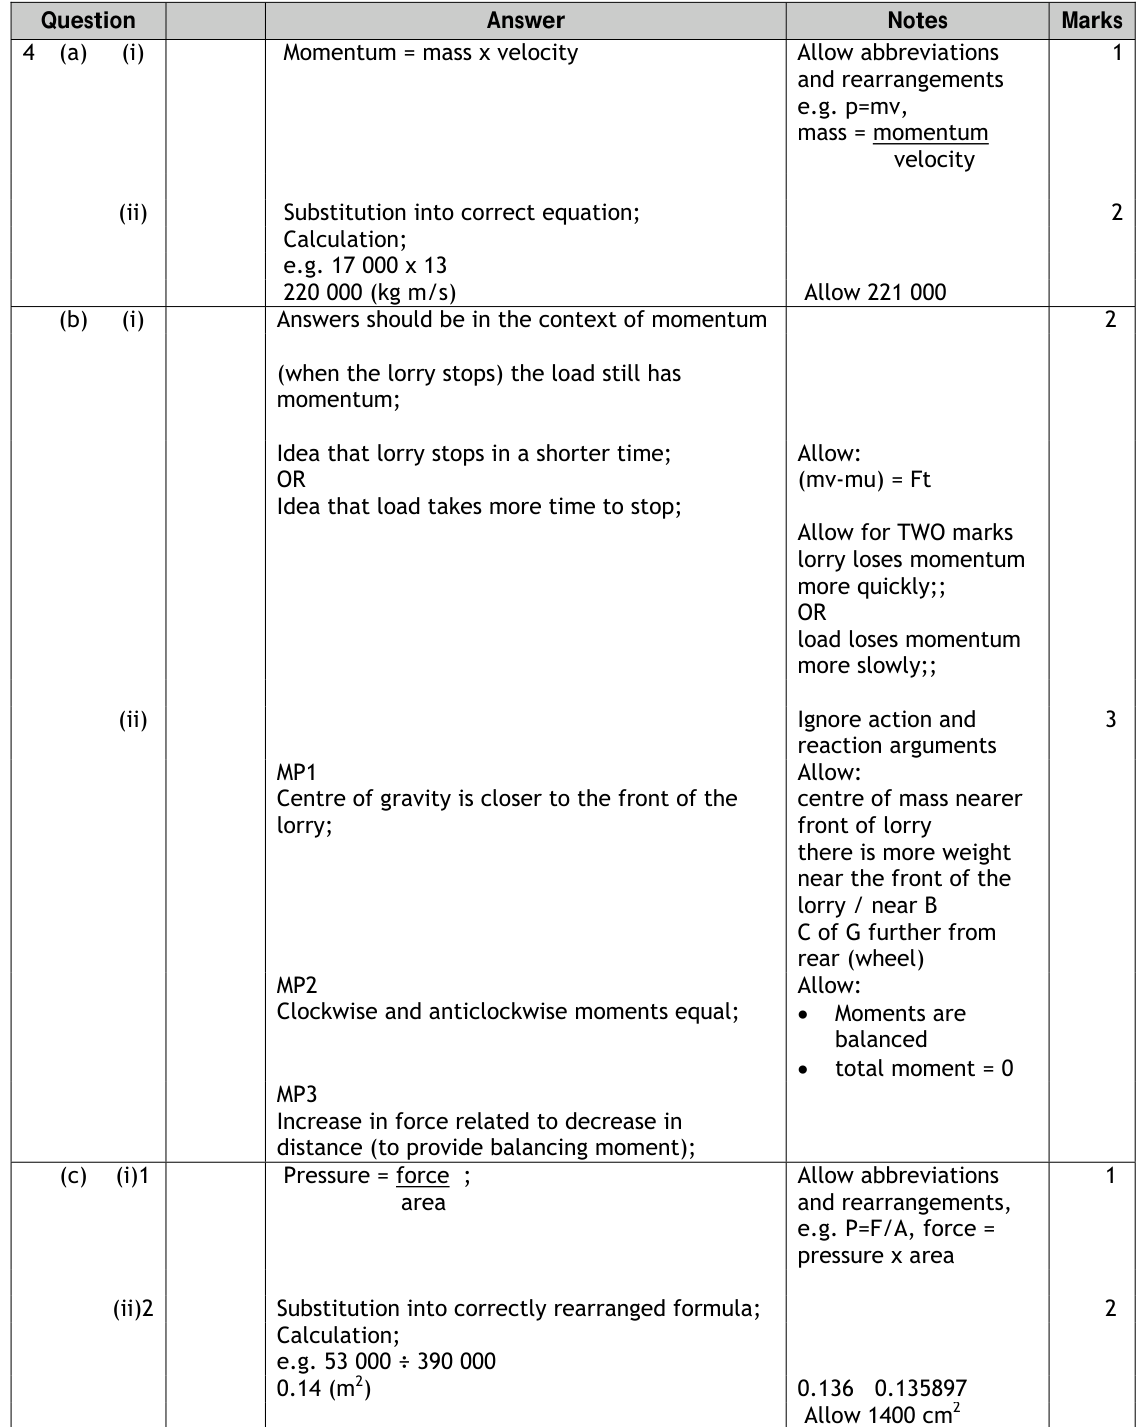 Question Answer Notes Marks
4 (a) (i) Momentum = mass x velocity Allow abbreviations 1
and rearrangements
e.g. p=mv,
mass = momentum
velocity
(ii) Substitution into correct equation; 2
Calculation;
e.g. 17 000 x 13
220 000 (kg m/s) Allow 221 000
(b) (i) Answers should be in the context of momentum 2
(when the lorry stops) the load still has
momentum;
Idea that lorry stops in a shorter time; Allow:
OR (mv-mu) = Ft
Idea that load takes more time to stop;
Allow for TWO marks
lorry loses momentum
more quickly;;
OR
load loses momentum
more slowly;;
(ii) Ignore action and 3
reaction arguments
MP1 Allow:
Centre of gravity is closer to the front of the centre of mass nearer
lorry; front of lorry
there is more weight
near the front of the
lorry / near B
C of G further from
rear (wheel)
MP2 Allow:
Clockwise and anticlockwise moments equal; • Moments are
balanced
• total moment = 0
MP3
Increase in force related to decrease in
distance (to provide balancing moment);
(c) (i)1 Pressure = force ; Allow abbreviations 1
area and rearrangements,
e.g. P=F/A, force =
pressure x area
(ii)2 Substitution into correctly rearranged formula; 2
Calculation;
e.g. 53 000 ÷ 390 000
0.14 (m²) 0.136 0.135897
Allow 1400 cm²